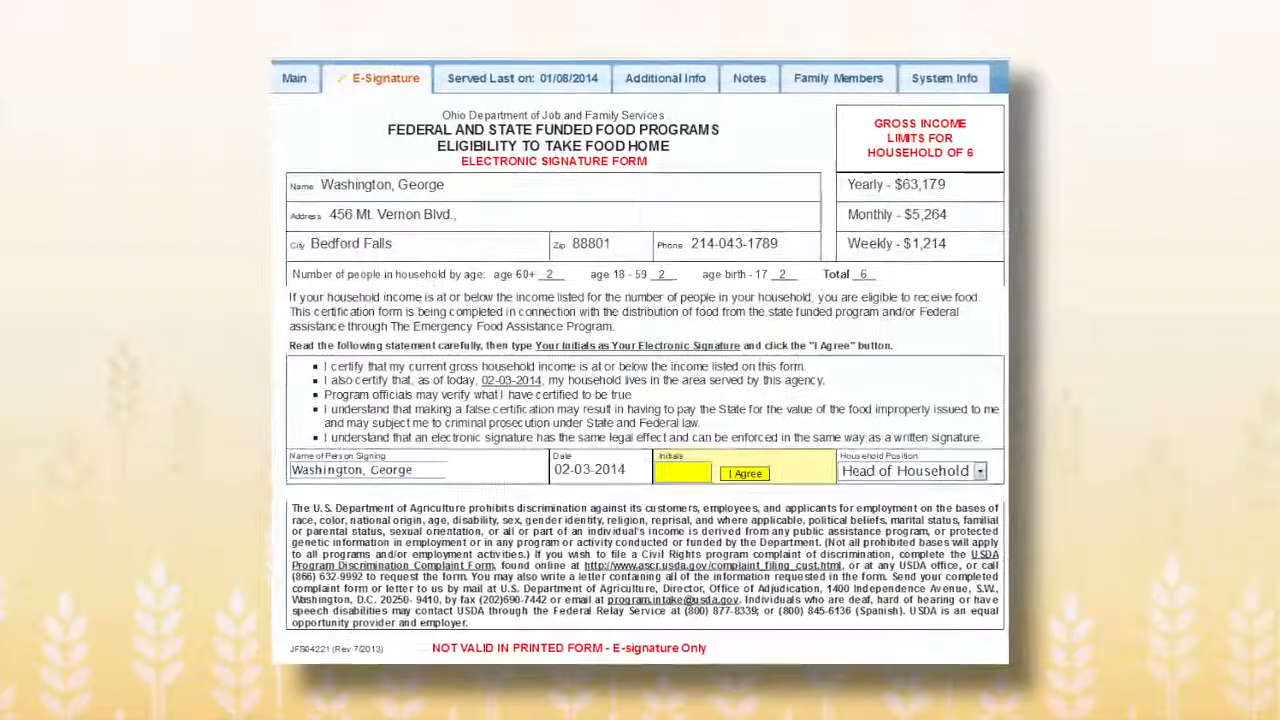 Main E-Signature Served Last on: 01/08/2014 Additional Info Notes Family Members System Info
Ohio Department of Job and Family Services
FEDERAL AND STATE FUNDED FOOD PROGRAMS
ELIGIBILITY TO TAKE FOOD HOME
ELECTRONIC SIGNATURE FORM
GROSS INCOME
LIMITS FOR
HOUSEHOLD OF 6
Name Washington, George
Yearly - $63,179
Address 456 Mt. Vernon Blvd.,
Monthly - $5,264
City Bedford Falls Zip 88801 Phone 214-043-1789
Weekly - $1,214
Number of people in household by age: age 60+ 2 age 18 - 59 2 age birth - 17 2 Total 6
If your household income is at or below the income listed for the number of people in your household, you are eligible to receive food.
This certification form is being completed in connection with the distribution of food from the state funded program and/or Federal
assistance through The Emergency Food Assistance Program.
Read the following statement carefully, then type Your Initials as Your Electronic Signature and click the "I Agree" button.
▪ I certify that my current gross household income is at or below the income listed on this form.
▪ I also certify that, as of today, 02-03-2014, my household lives in the area served by this agency.
▪ Program officials may verify what I have certified to be true
▪ I understand that making a false certification may result in having to pay the State for the value of the food improperly issued to me
and may subject me to criminal prosecution under State and Federal law.
▪ I understand that an electronic signature has the same legal effect and can be enforced in the same way as a written signature.
Name of Person Signing Date Initials Household Position
Washington, George 02-03-2014 I Agree Head of Household
The U.S. Department of Agriculture prohibits discrimination against its customers, employees, and applicants for employment on the bases of
race, color, national origin, age, disability, sex, gender identity, religion, reprisal, and where applicable, political beliefs, marital status, familial
or parental status, sexual orientation, or all or part of an individual's income is derived from any public assistance program, or protected
genetic information in employment or in any program or activity conducted or funded by the Department. (Not all prohibited bases will apply
to all programs and/or employment activities.) If you wish to file a Civil Rights program complaint of discrimination, complete the USDA
Program Discrimination Complaint Form, found online at http://www.ascr.usda.gov/complaint_filing_cust.html, or at any USDA office, or call
(866) 632-9992 to request the form. You may also write a letter containing all of the information requested in the form. Send your completed
complaint form or letter to us by mail at U.S. Department of Agriculture, Director, Office of Adjudication, 1400 Independence Avenue, S.W.,
Washington, D.C. 20250- 9410, by fax (202)690-7442 or email at program.intake@usda.gov. Individuals who are deaf, hard of hearing or have
speech disabilities may contact USDA through the Federal Relay Service at (800) 877-8339; or (800) 845-6136 (Spanish). USDA is an equal
opportunity provider and employer.
JFS04221 (Rev 7/2013) NOT VALID IN PRINTED FORM - E-signature Only